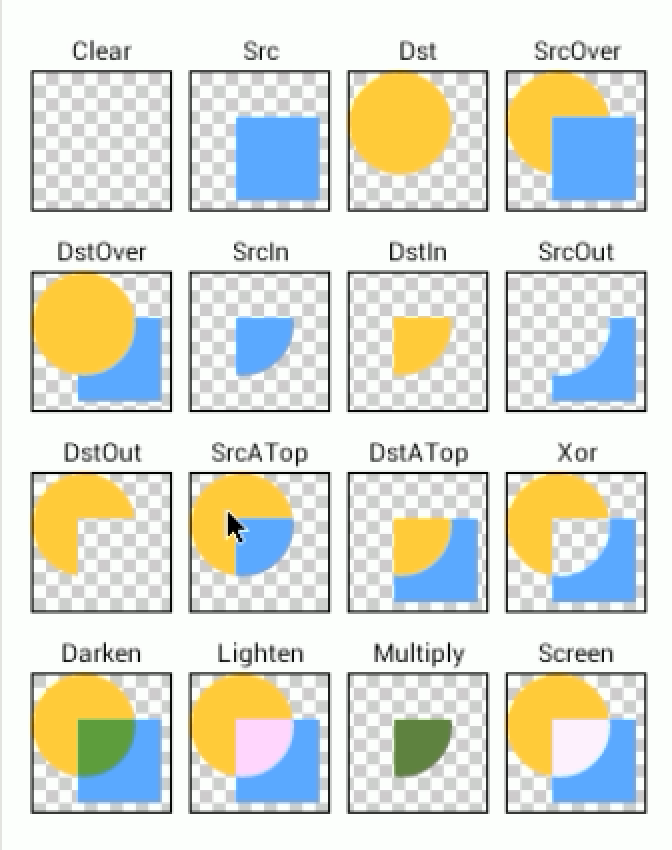 Clear Src Dst SrcOver
DstOver SrcIn DstIn SrcOut
DstOut SrcATop DstATop Xor
Darken Lighten Multiply Screen